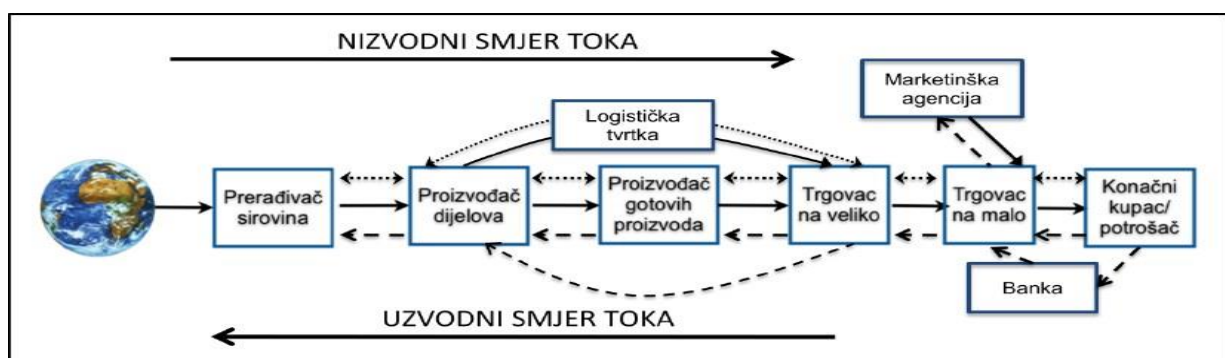 NIZVODNI SMJER TOKA
Marketinška
agencija
Logistička
tvrtka
Prerađivač
sirovina
Proizvođač
dijelova
Proizvođač
gotovih
proizvoda
Trgovac
na veliko
Trgovac
na malo
Konačni
kupac/
potrošač
Banka
UZVODNI SMJER TOKA